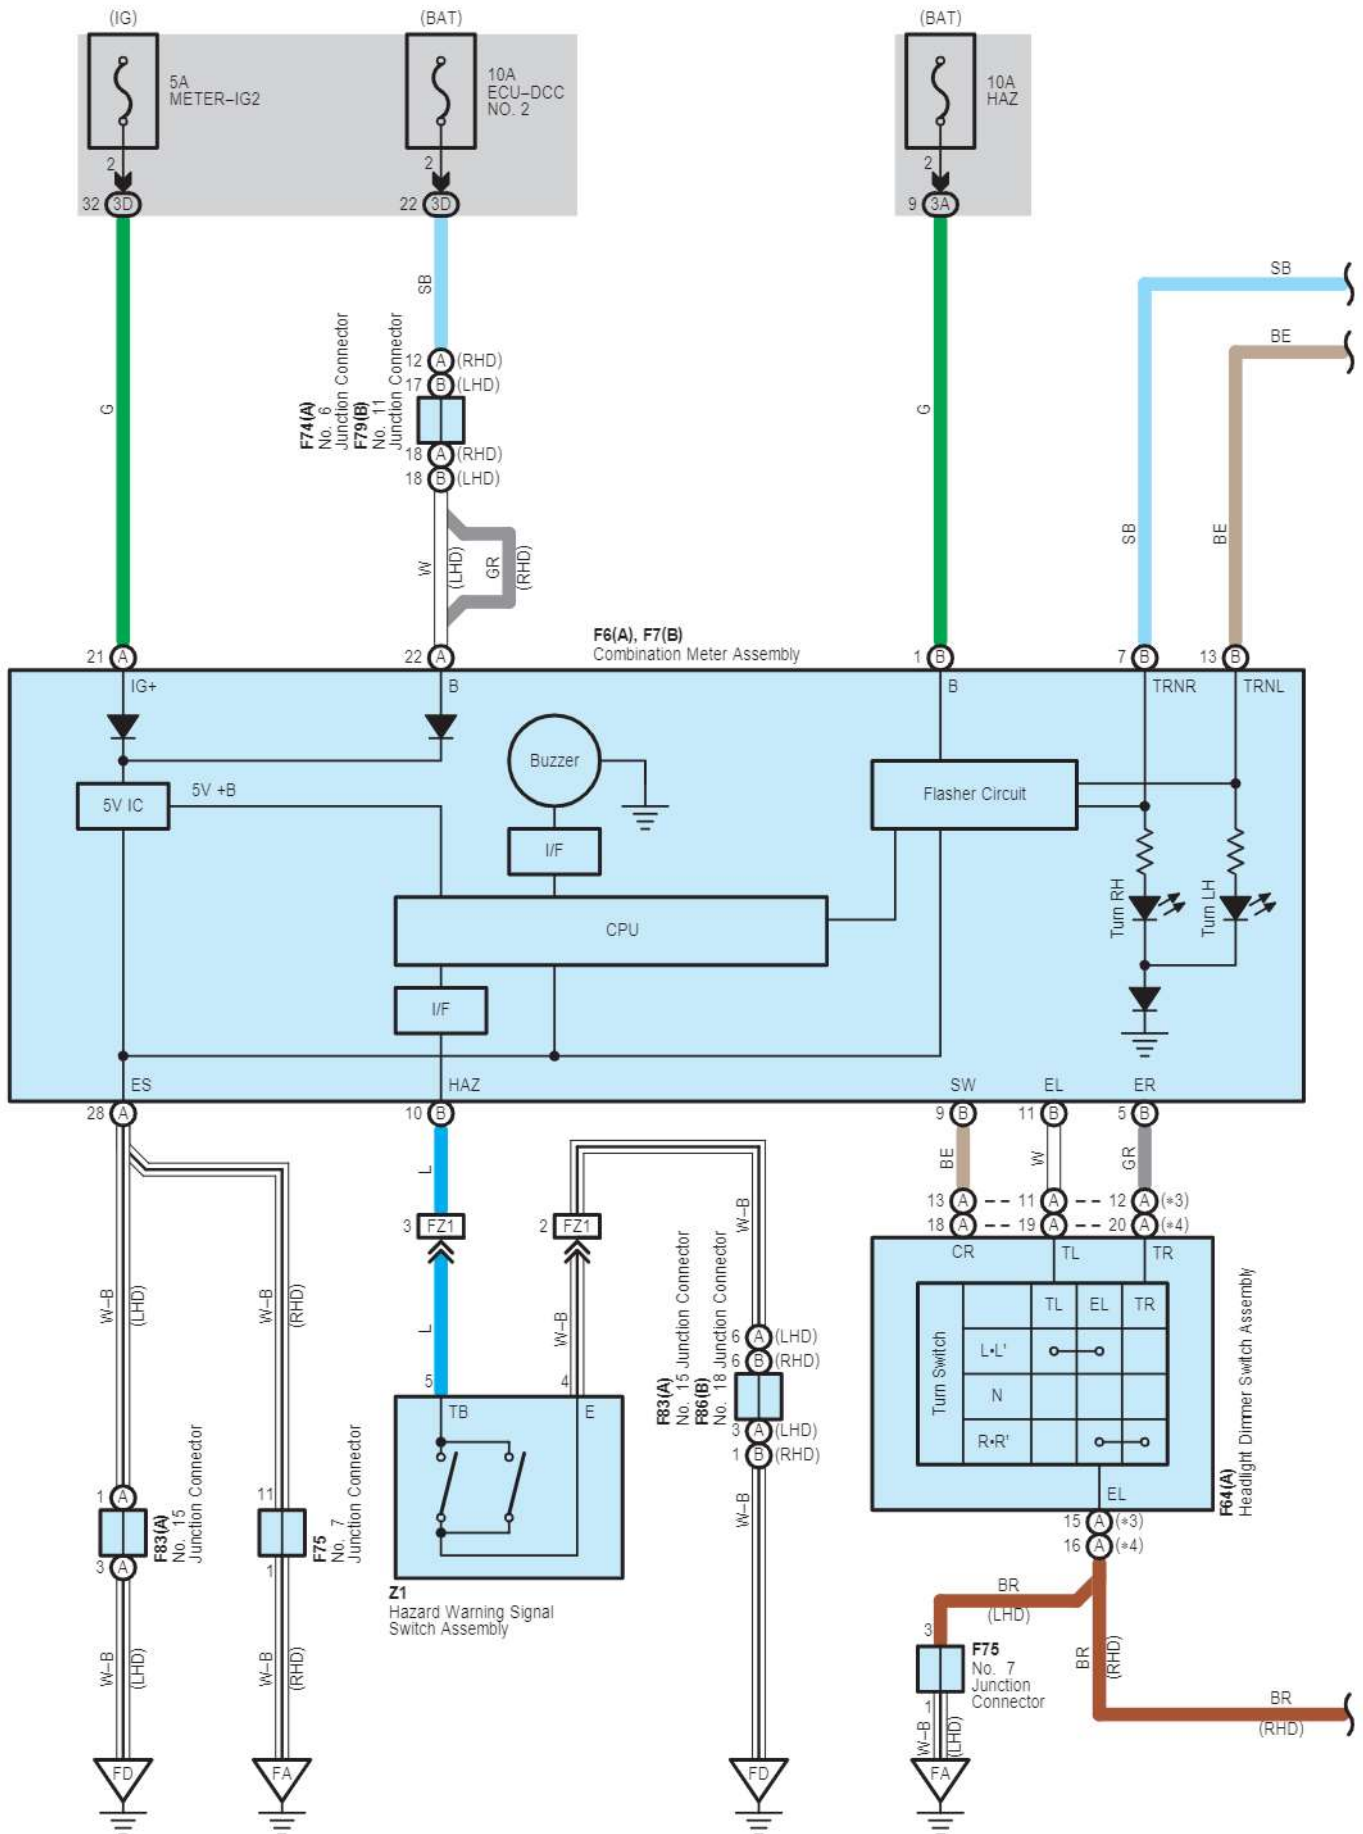 (IG)
(BAT)
(BAT)
5A
METER–IG2
10A
ECU–DCC
NO. 2
10A
HAZ
2
2
2
32 3D
22 3D
9 3A
G
SB
G
SB
BE
SB
BE
F74(A)
No. 6
Junction Connector
F79(B)
No. 11
Junction Connector
12 A (RHD)
17 B (LHD)
18 A (RHD)
18 B (LHD)
W
(LHD)
GR
(RHD)
F6(A), F7(B)
Combination Meter Assembly
21 A
22 A
1 B
7 B
13 B
IG+
B
B
TRNR
TRNL
Buzzer
5V IC
5V +B
Flasher Circuit
I/F
CPU
Turn RH
Turn LH
I/F
ES
HAZ
SW
EL
ER
28 A
10 B
9 B
11 B
5 B
L
BE
W
GR
W–B
13 A – – 11 A – – 12 A (*3)
18 A – – 19 A – – 20 A (*4)
3 FZ1
2 FZ1
CR
TL
TR
W–B
(LHD)
W–B
(RHD)
L
W–B
TL EL TR
Turn Switch
L•L'
N
R•R'
EL
F64(A)
Headlight Dimmer Switch Assembly
F83(A)
No. 15 Junction Connector
F86(B)
No. 18 Junction Connector
6 A (LHD)
6 B (RHD)
3 A (LHD)
1 B (RHD)
5
4
TB
E
W–B
1 A
3 A
F83(A)
No. 15
Junction Connector
11
1
F75
No. 7
Junction Connector
15 A (*3)
16 A (*4)
Z1
Hazard Warning Signal
Switch Assembly
BR
(LHD)
BR
(RHD)
3
F75
No. 7
Junction
Connector
1
W–B
(LHD)
W–B
(LHD)
W–B
(RHD)
BR
(RHD)
FD
FA
FD
FA